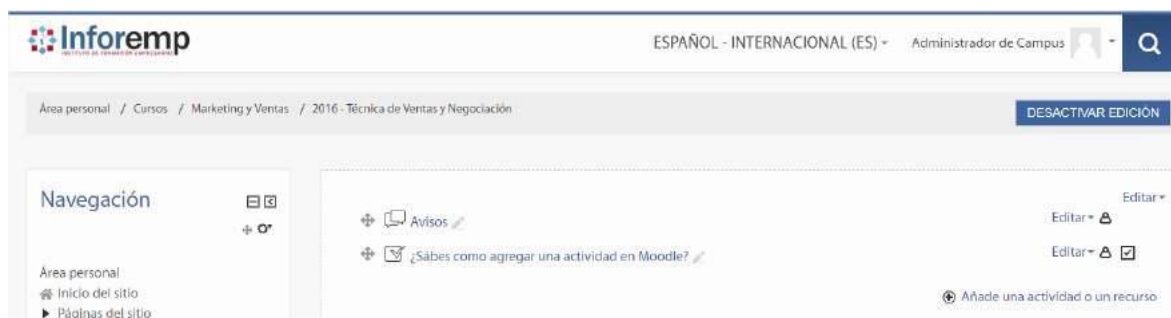 Inforemp
ESPAÑOL - INTERNACIONAL (ES)
Administrador de Campus
Área personal / Cursos / Marketing y Ventas / 2016 - Técnica de Ventas y Negociación
DESACTIVAR EDICIÓN
Navegación
Área personal
Inicio del sitio
Páginas del sitio
Editar
Avisos
Editar
¿Sábes como agregar una actividad en Moodle?
Editar
Añade una actividad o un recurso